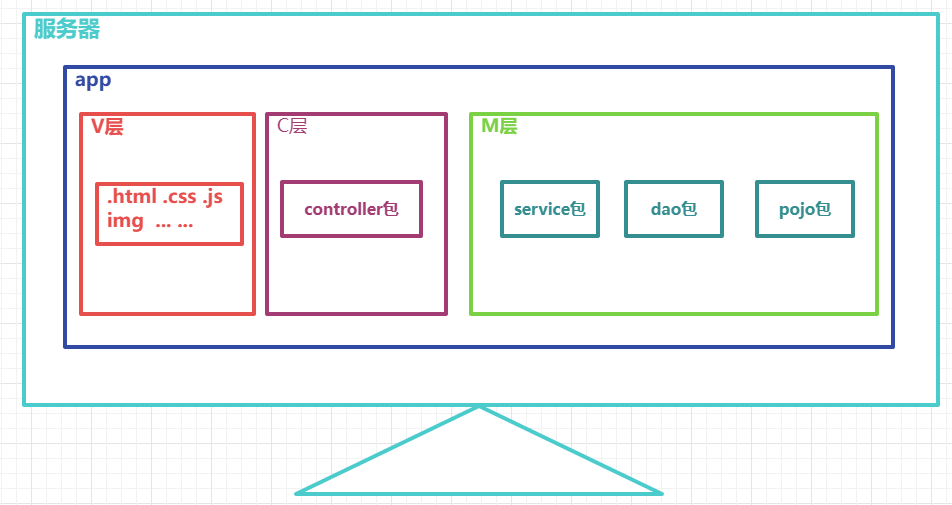 服务器
app
V层
C层
M层
.html .css .js
img ... ...
controller包
service包
dao包
pojo包